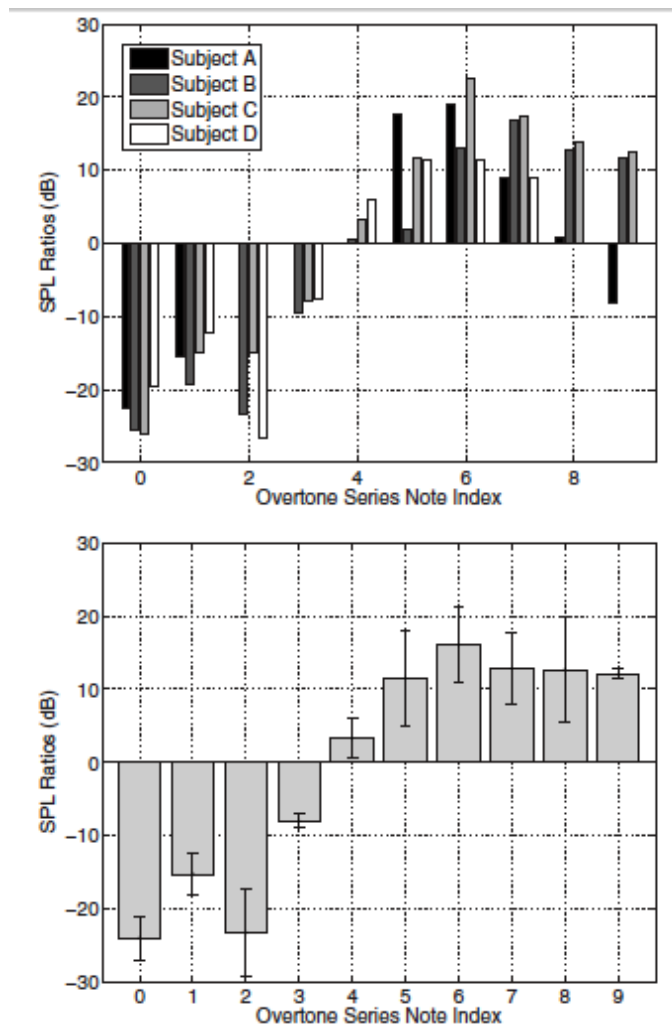 30
20
10
0
−10
−20
−30
SPL Ratios (dB)
Subject A
Subject B
Subject C
Subject D
0 2 4 6 8
Overtone Series Note Index
30
20
10
0
−10
−20
−30
SPL Ratios (dB)
0 1 2 3 4 5 6 7 8 9
Overtone Series Note Index